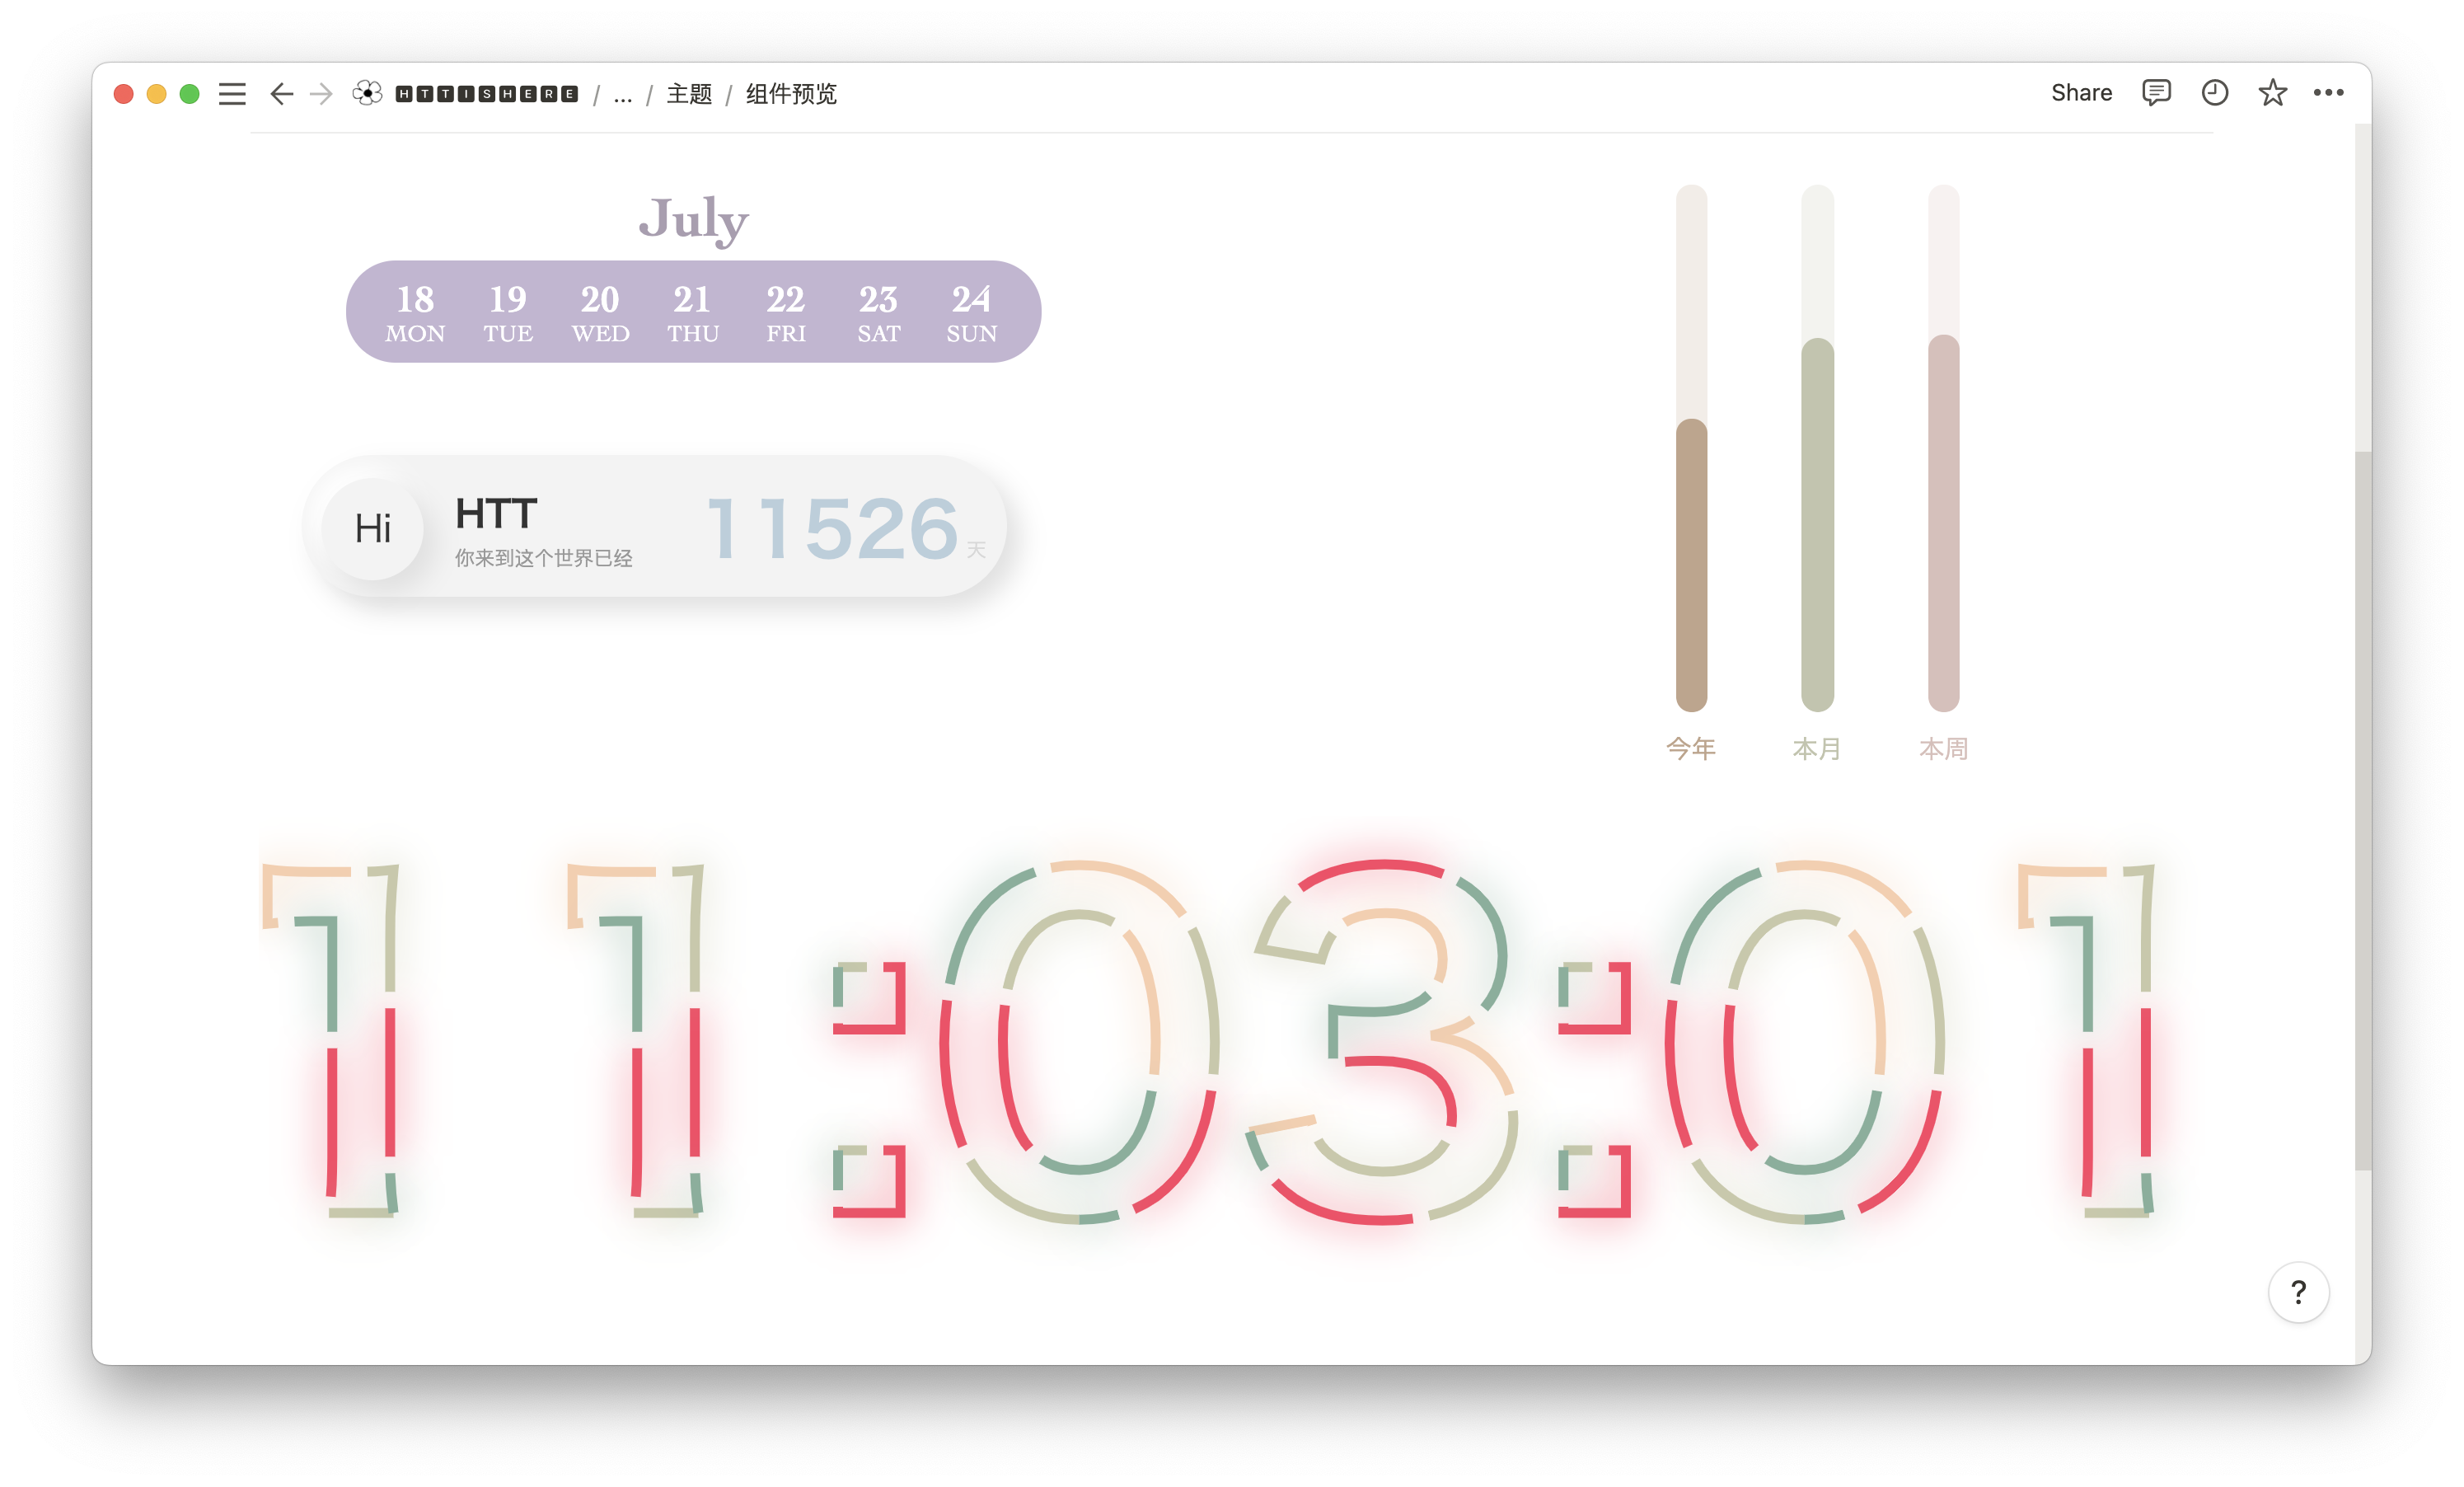 HTTISHERE / ... / 主题 / 组件预览
Share
July
18 19 20 21 22 23 24
MON TUE WED THU FRI SAT SUN
Hi
HTT
你来到这个世界已经
11526 天
今年 本月 本周
11:03:01
?